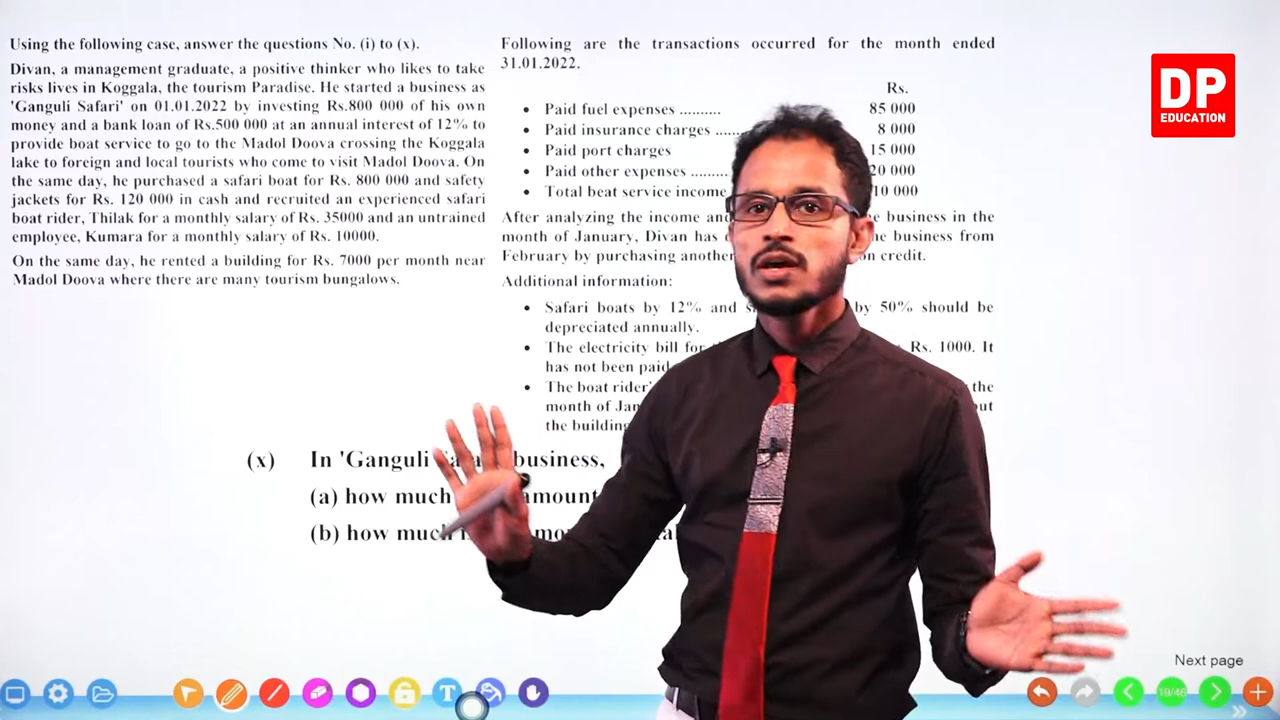 Using the following case, answer the questions No. (i) to (x).
Divan, a management graduate, a positive thinker who likes to take
risks lives in Koggala, the tourism Paradise. He started a business as
'Ganguli Safari' on 01.01.2022 by investing Rs.800 000 of his own
money and a bank loan of Rs.500 000 at an annual interest of 12% to
provide boat service to go to the Madol Doova crossing the Koggala
lake to foreign and local tourists who come to visit Madol Doova. On
the same day, he purchased a safari boat for Rs. 800 000 and safety
jackets for Rs. 120 000 in cash and recruited an experienced safari
boat rider, Thilak for a monthly salary of Rs. 35000 and an untrained
employee, Kumara for a monthly salary of Rs. 10000.
On the same day, he rented a building for Rs. 7000 per month near
Madol Doova where there are many tourism bungalows.
Following are the transactions occurred for the month ended
31.01.2022.
Rs.
• Paid fuel expenses .......... 85 000
• Paid insurance charges ...... 8 000
• Paid port charges 15 000
• Paid other expenses ......... 20 000
• Total beat service income 10 000
After analyzing the income and business in the
month of January, Divan has the business from
February by purchasing another on credit.
Additional information:
• Safari boats by 12% and by 50% should be
depreciated annually.
• The electricity bill for Rs. 1000. It
has not been paid
• The boat rider' the
month of Jan
the building
(x) In 'Ganguli business,
(a) how much amount
(b) how much
DP
EDUCATION
Next page
19/46
T